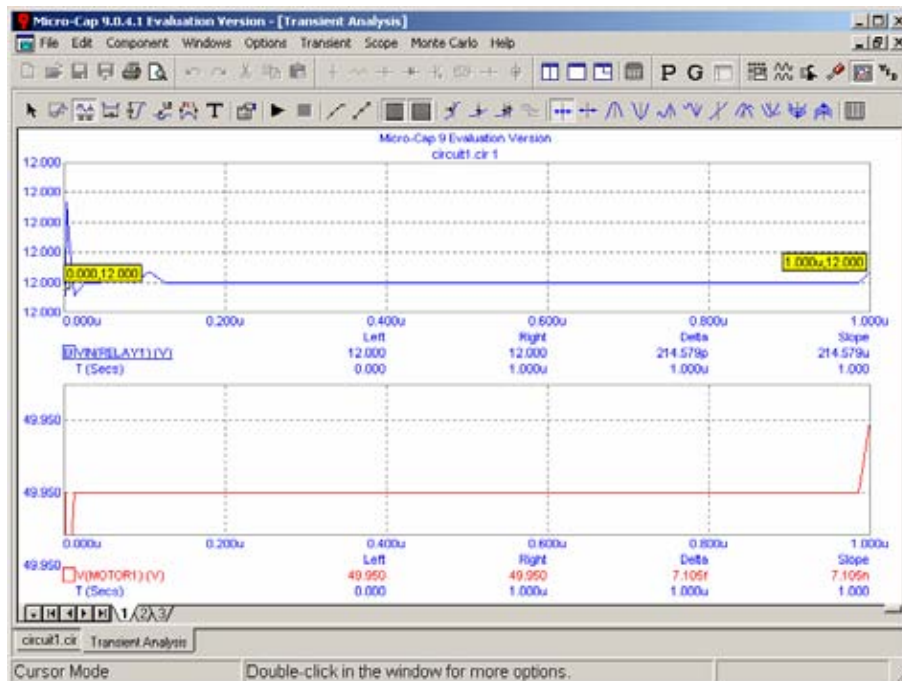 Micro-Cap 9.0.4.1 Evaluation Version - [Transient Analysis]
File Edit Component Windows Options Transient Scope Monte Carlo Help
P G
T
Micro-Cap 9 Evaluation Version
circuit1.cir 1
12.000
12.000
12.000
12.000
12.000
12.000
0.000,12.000
1.000u,12.000
0.000u 0.200u 0.400u 0.600u 0.800u 1.000u
Left Right Delta Slope
VIN(RELAY1) (V) 12.000 12.000 214.579p 214.579u
T (Secs) 0.000 1.000u 1.000u 1.000
49.950
49.950
49.950
0.000u 0.200u 0.400u 0.600u 0.800u 1.000u
Left Right Delta Slope
V(MOTOR1) (V) 49.950 49.950 7.105f 7.105n
T (Secs) 0.000 1.000u 1.000u 1.000
1 2 3
circuit1.cir Transient Analysis
Cursor Mode Double-click in the window for more options.